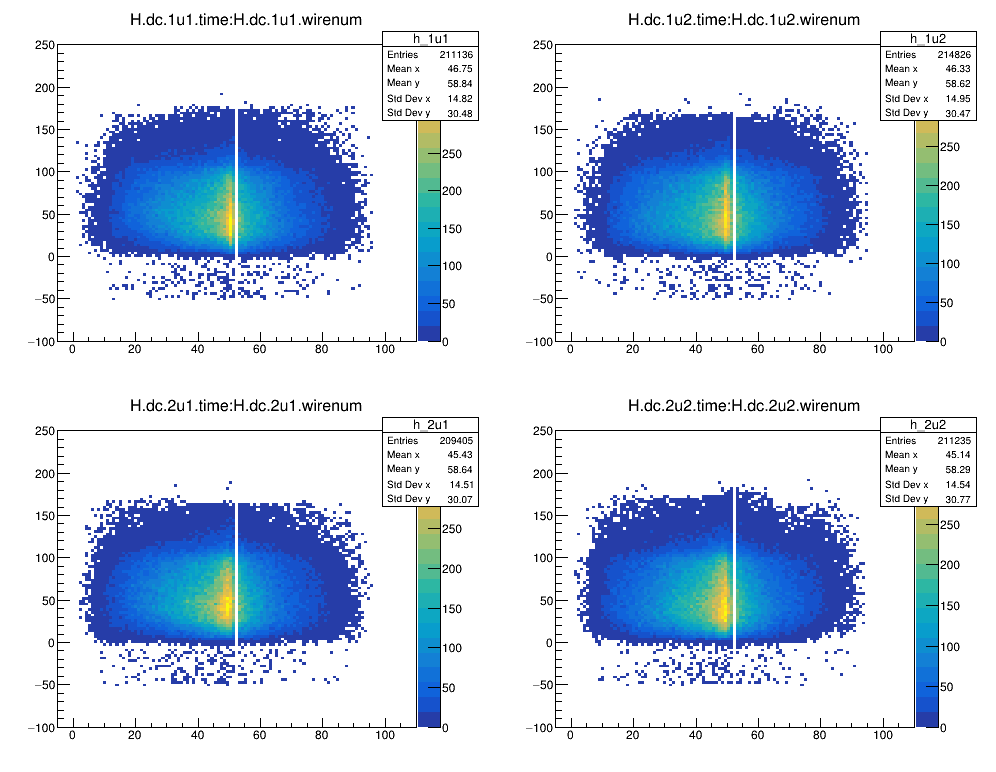 H.dc.1u1.time:H.dc.1u1.wirenum
h_1u1
Entries 211136
Mean x 46.75
Mean y 58.84
Std Dev x 14.82
Std Dev y 30.48
250
200
150
100
50
0
−50
−100
0 20 40 60 80 100
250
200
150
100
50
0
H.dc.1u2.time:H.dc.1u2.wirenum
h_1u2
Entries 214826
Mean x 46.33
Mean y 58.62
Std Dev x 14.95
Std Dev y 30.47
250
200
150
100
50
0
−50
−100
0 20 40 60 80 100
250
200
150
100
50
0
H.dc.2u1.time:H.dc.2u1.wirenum
h_2u1
Entries 209405
Mean x 45.43
Mean y 58.64
Std Dev x 14.51
Std Dev y 30.07
250
200
150
100
50
0
−50
−100
0 20 40 60 80 100
250
200
150
100
50
0
H.dc.2u2.time:H.dc.2u2.wirenum
h_2u2
Entries 211235
Mean x 45.14
Mean y 58.29
Std Dev x 14.54
Std Dev y 30.77
250
200
150
100
50
0
−50
−100
0 20 40 60 80 100
250
200
150
100
50
0